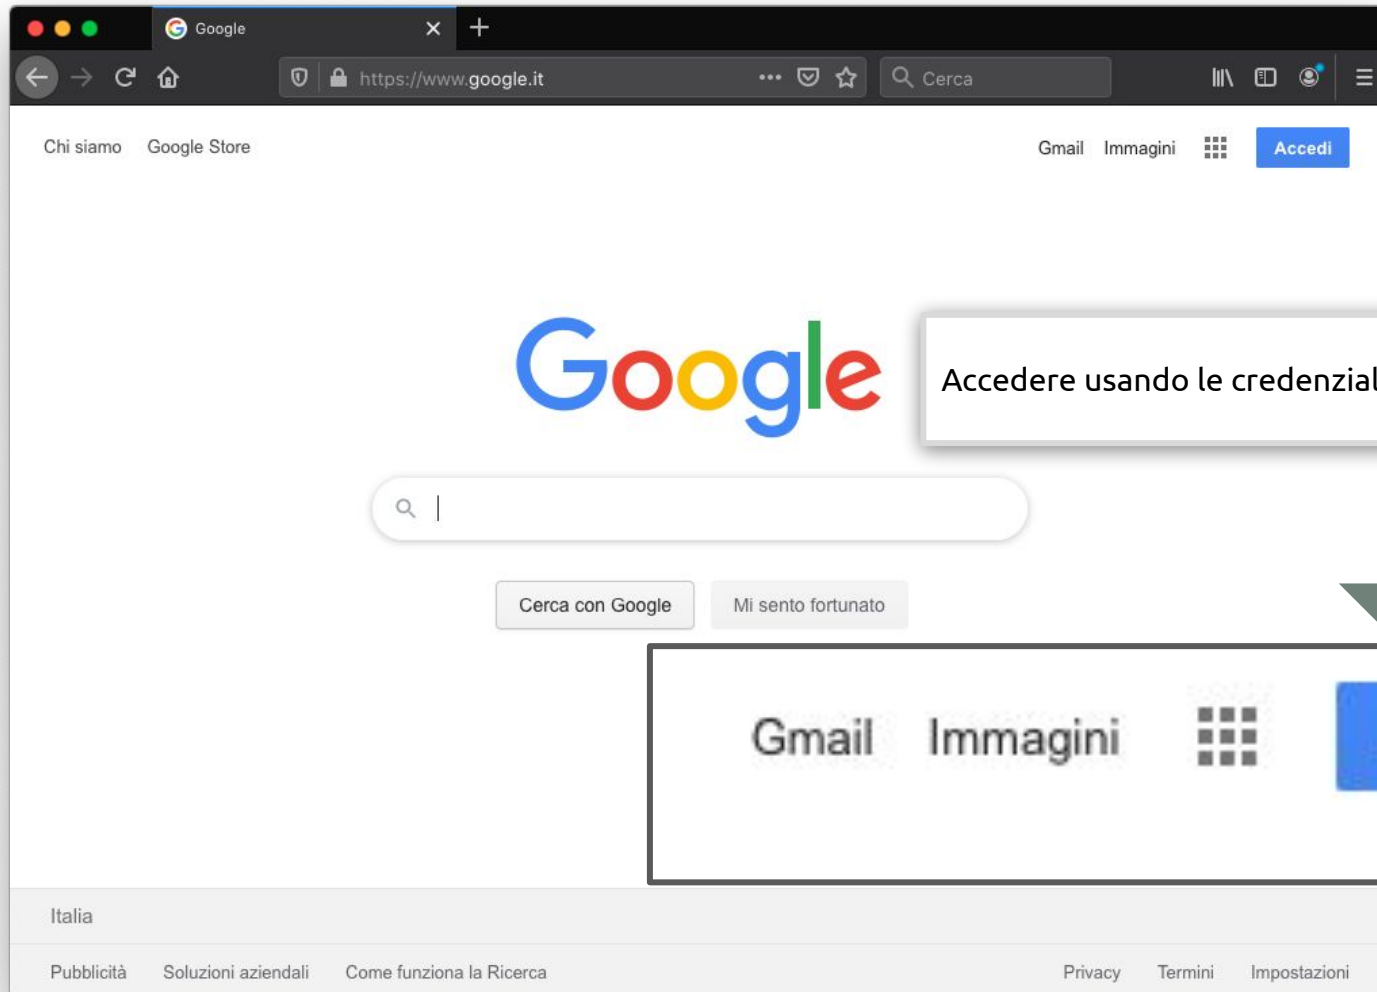 Google
https://www.google.it
Cerca
Chi siamo Google Store
Gmail Immagini Accedi
Google
Accedere usando le credenzial
Cerca con Google Mi sento fortunato
Gmail Immagini
Italia
Pubblicità Soluzioni aziendali Come funziona la Ricerca Privacy Termini Impostazioni